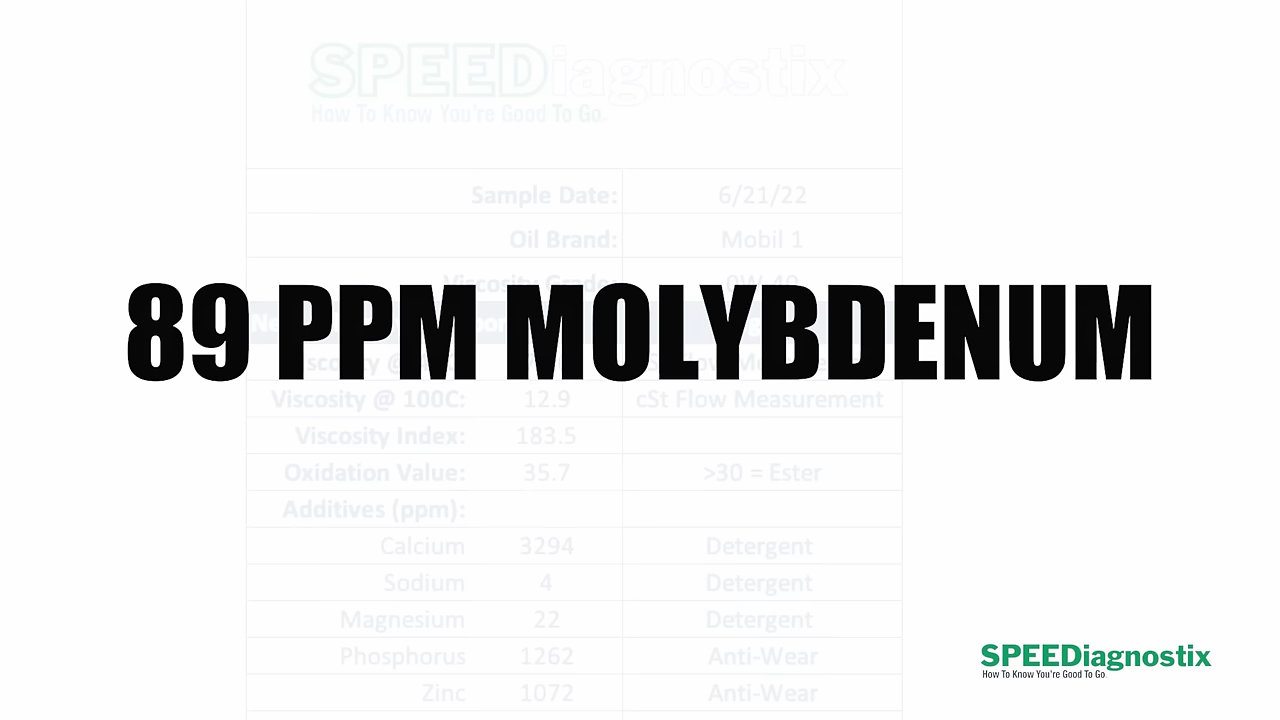 SPEEDiagnostix
How To Know You're Good To Go.
Sample Date: 6/21/22
Oil Brand: Mobil 1
89 PPM MOLYBDENUM
Viscosity @ 100C: 12.9 cSt Flow Measurement
Viscosity Index: 183.5
Oxidation Value: 35.7 >30 = Ester
Additives (ppm):
Calcium 3294 Detergent
Sodium 4 Detergent
Magnesium 22 Detergent
Phosphorus 1262 Anti-Wear
Zinc 1072 Anti-Wear
SPEEDiagnostix
How To Know You're Good To Go